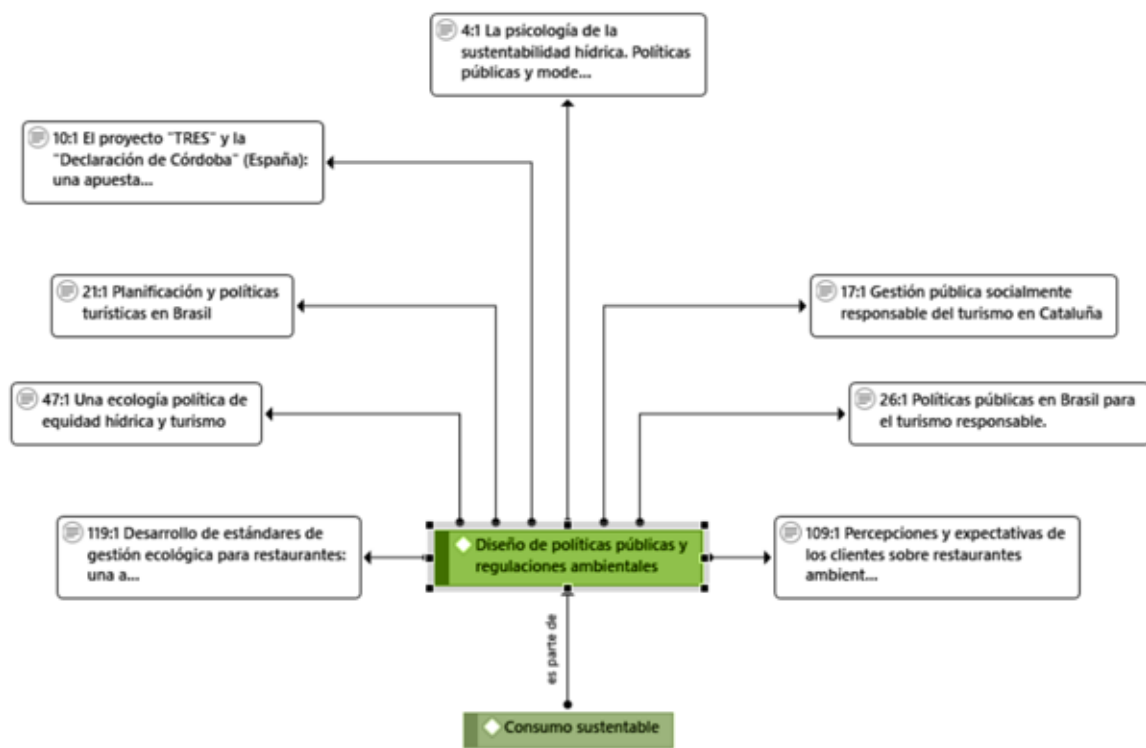 4:1 La psicología de la
sustentabilidad hídrica. Políticas
públicas y mode...
10:1 El proyecto "TRES" y la
"Declaración de Córdoba" (España):
una apuesta...
21:1 Planificación y políticas
turísticas en Brasil
17:1 Gestión pública socialmente
responsable del turismo en Cataluña
47:1 Una ecología política de
equidad hídrica y turismo
26:1 Políticas públicas en Brasil para
el turismo responsable.
119:1 Desarrollo de estándares de
gestión ecológica para restaurantes:
una a...
Diseño de políticas públicas y
regulaciones ambientales
109:1 Percepciones y expectativas de
los clientes sobre restaurantes
ambient...
es parte de
Consumo sustentable